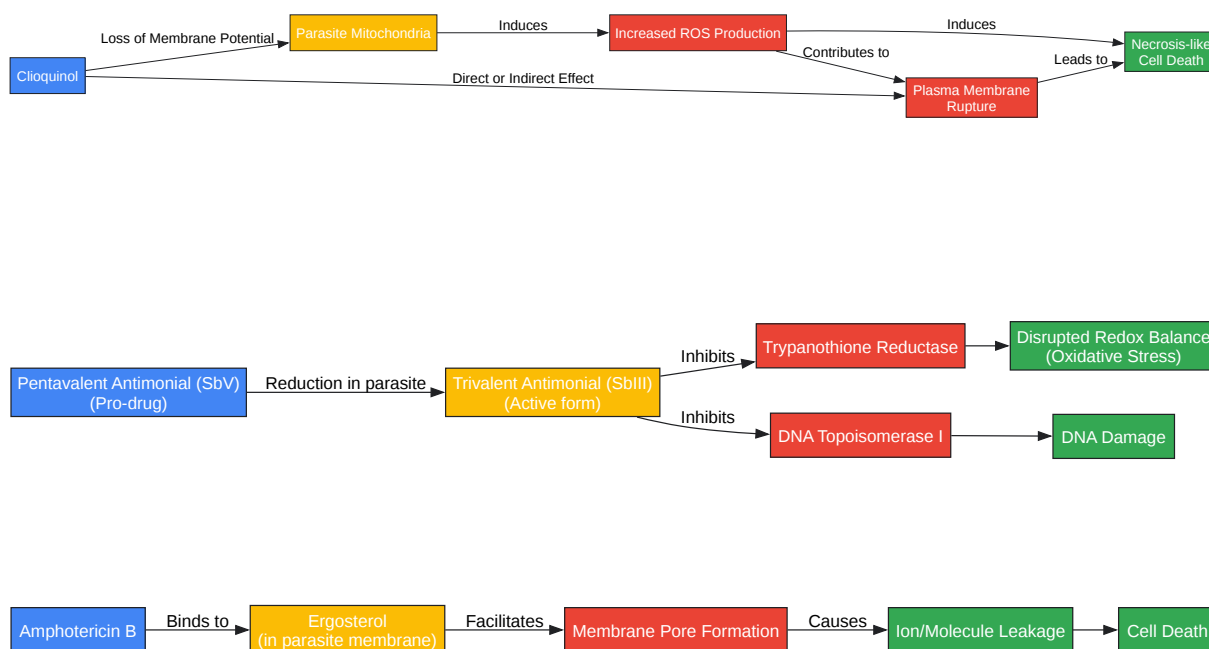 Loss of Membrane Potential
Parasite Mitochondria
Induces
Increased ROS Production
Induces
Necrosis-like
Cell Death
Clioquinol
Contributes to
Leads to
Direct or Indirect Effect
Plasma Membrane
Rupture
Pentavalent Antimonial (SbV)
(Pro-drug)
Reduction in parasite
Trivalent Antimonial (SbIII)
(Active form)
Inhibits
Trypanothione Reductase
Disrupted Redox Balance
(Oxidative Stress)
Inhibits
DNA Topoisomerase I
DNA Damage
Amphotericin B
Binds to
Ergosterol
(in parasite membrane)
Facilitates
Membrane Pore Formation
Causes
Ion/Molecule Leakage
Cell Death